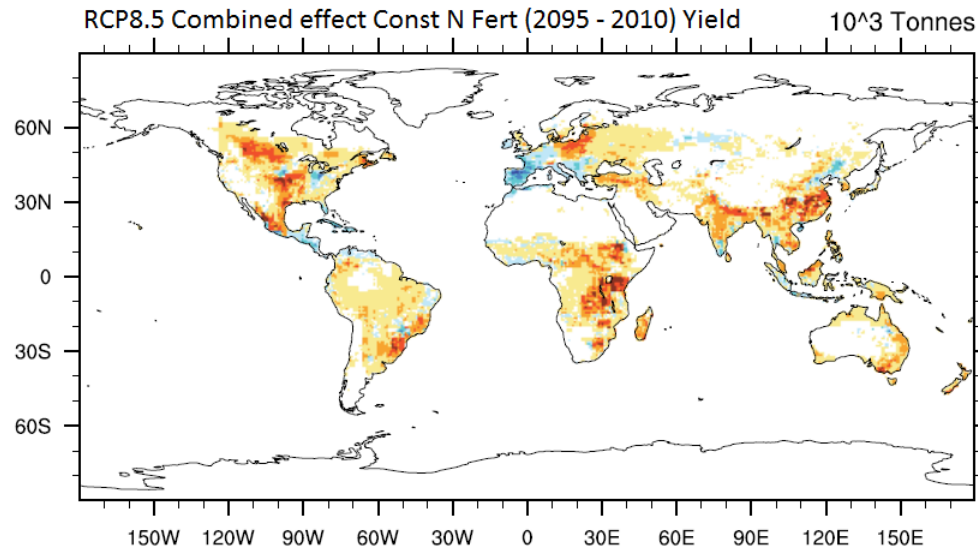 RCP8.5 Combined effect Const N Fert (2095 - 2010) Yield 10^3 Tonnes
60N
30N
0
30S
60S
150W 120W 90W 60W 30W 0 30E 60E 90E 120E 150E